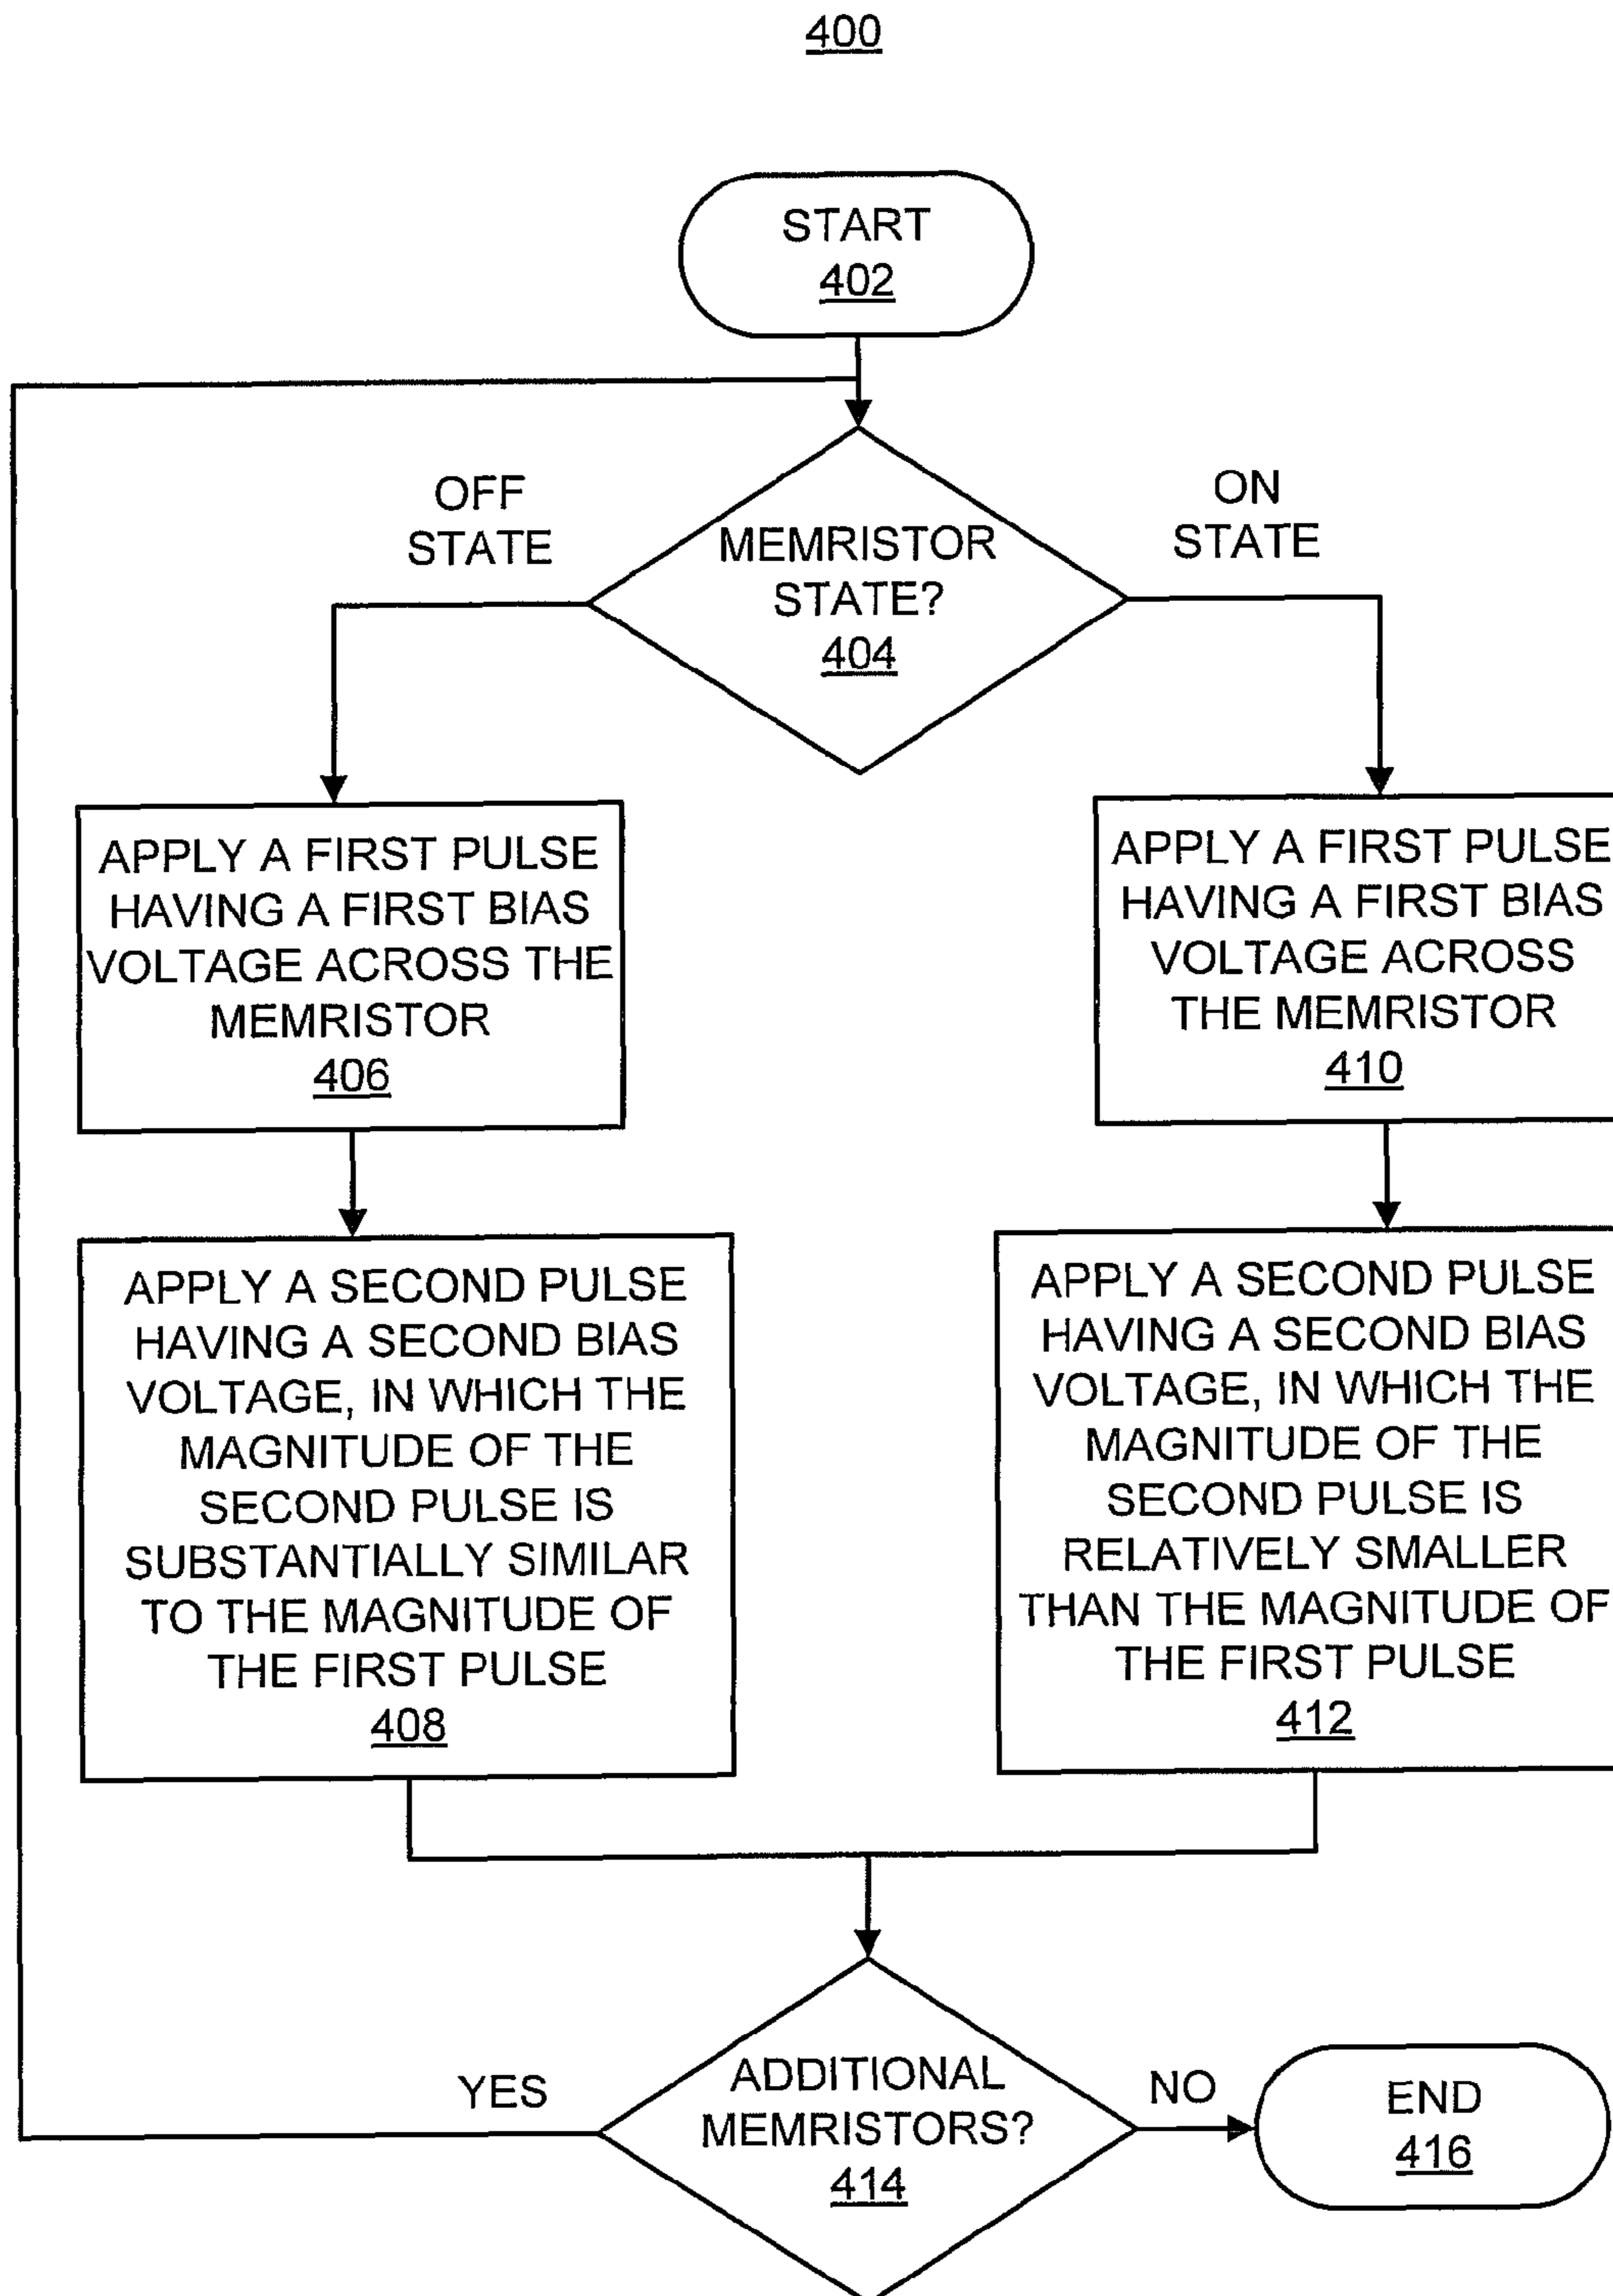 400
START
402
OFF
STATE
MEMRISTOR
STATE?
404
ON
STATE
APPLY A FIRST PULSE
HAVING A FIRST BIAS
VOLTAGE ACROSS THE
MEMRISTOR
406
APPLY A FIRST PULSE
HAVING A FIRST BIAS
VOLTAGE ACROSS
THE MEMRISTOR
410
APPLY A SECOND PULSE
HAVING A SECOND BIAS
VOLTAGE, IN WHICH THE
MAGNITUDE OF THE
SECOND PULSE IS
SUBSTANTIALLY SIMILAR
TO THE MAGNITUDE OF
THE FIRST PULSE
408
APPLY A SECOND PULSE
HAVING A SECOND BIAS
VOLTAGE, IN WHICH THE
MAGNITUDE OF THE
SECOND PULSE IS
RELATIVELY SMALLER
THAN THE MAGNITUDE OF
THE FIRST PULSE
412
YES
ADDITIONAL
MEMRISTORS?
414
NO
END
416